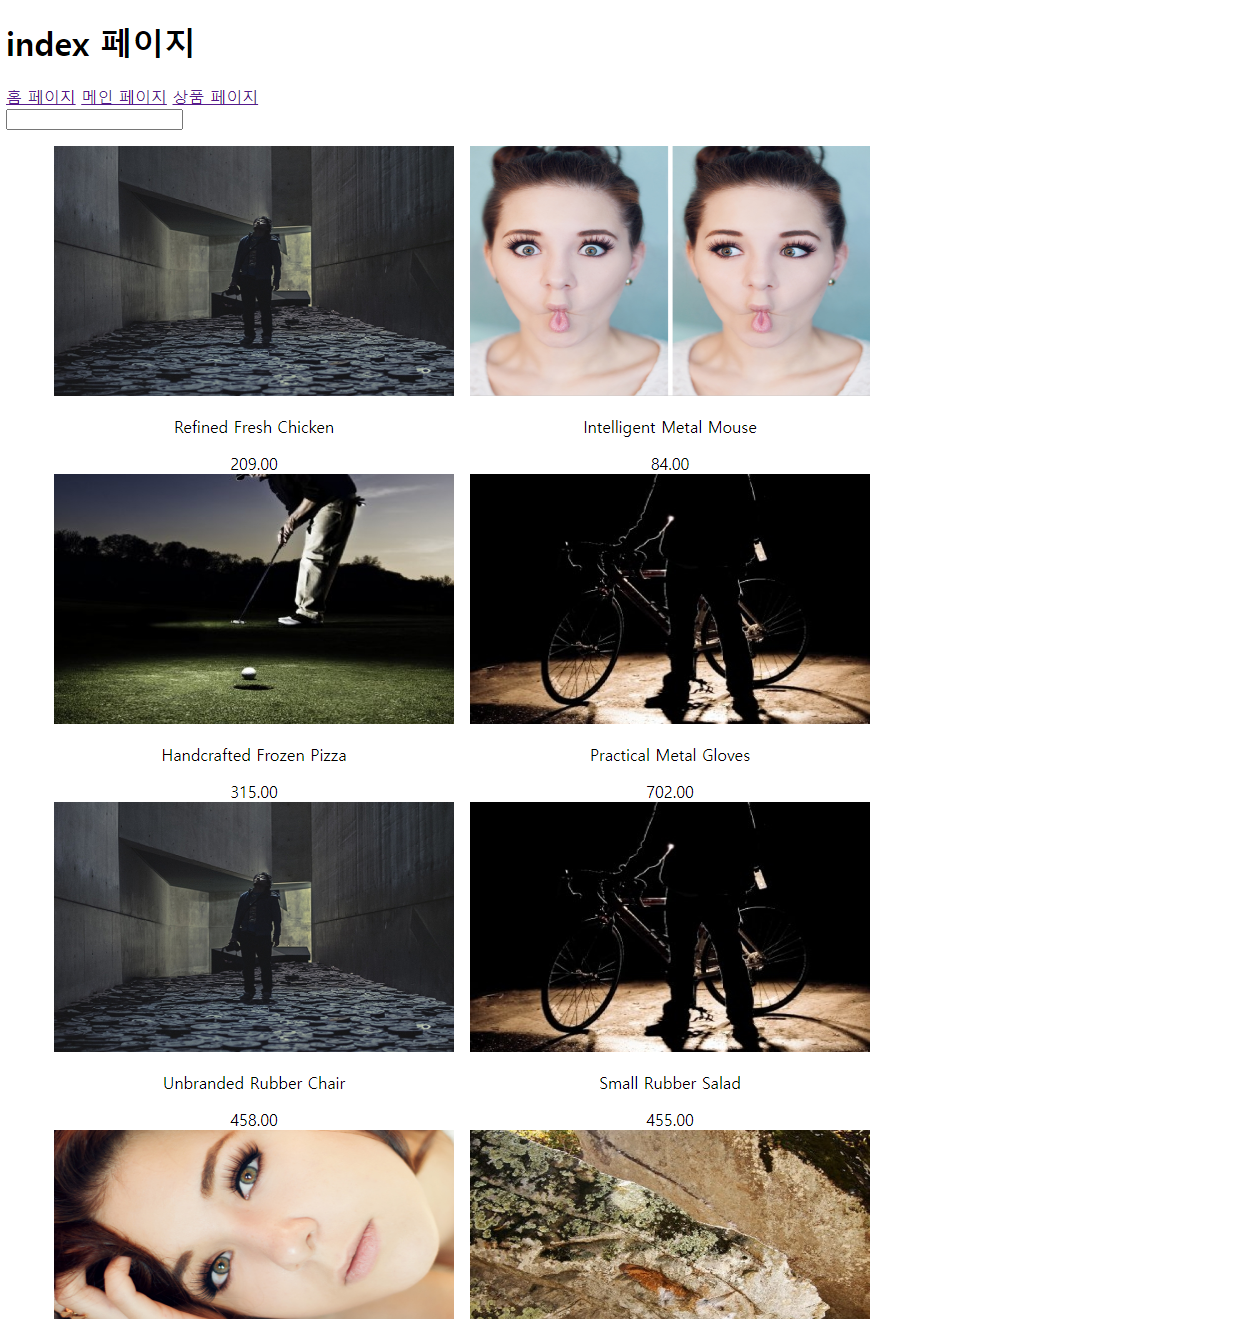 index 페이지
홈 페이지 메인 페이지 상품 페이지
Refined Fresh Chicken
209.00
Intelligent Metal Mouse
84.00
Handcrafted Frozen Pizza
315.00
Practical Metal Gloves
702.00
Unbranded Rubber Chair
458.00
Small Rubber Salad
455.00